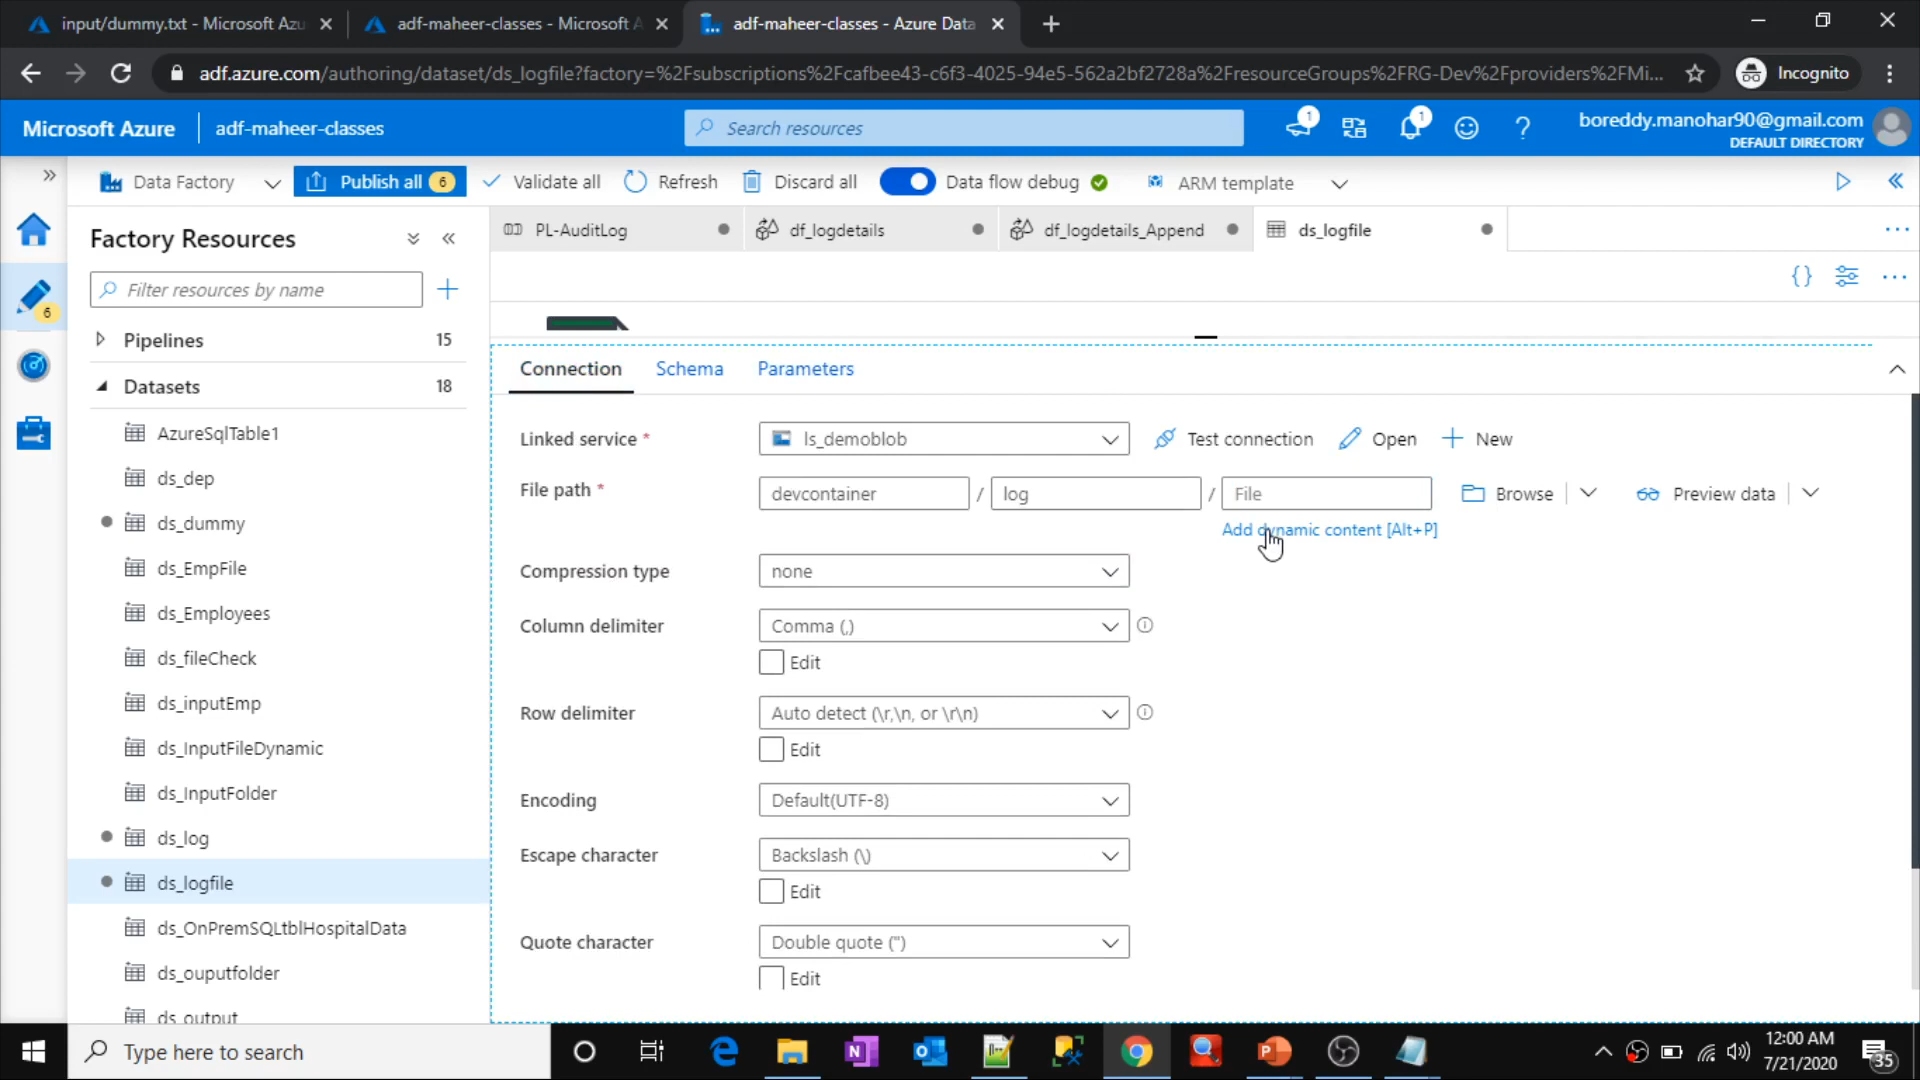 input/dummy.txt - Microsoft Azu
adf-maheer-classes - Microsoft A
adf-maheer-classes - Azure Data
adf.azure.com/authoring/dataset/ds_logfile?factory=%2Fsubscriptions%2Fcafbee43-c6f3-4025-94e5-562a2bf2728a%2FresourceGroups%2FRG-Dev%2Fproviders%2FMi...
Incognito
Microsoft Azure
adf-maheer-classes
Search resources
1
1
boreddy.manohar90@gmail.com
DEFAULT DIRECTORY
Data Factory
Publish all 6
Validate all
Refresh
Discard all
Data flow debug
ARM template
Factory Resources
PL-AuditLog
df_logdetails
df_logdetails_Append
ds_logfile
Filter resources by name
6
Pipelines 15
Datasets 18
AzureSqlTable1
ds_dep
ds_dummy
ds_EmpFile
ds_Employees
ds_fileCheck
ds_inputEmp
ds_InputFileDynamic
ds_InputFolder
ds_log
ds_logfile
ds_OnPremSQLtblHospitalData
ds_ouputfolder
ds_output
Connection Schema Parameters
Linked service * ls_demoblob Test connection Open New
File path * devcontainer / log / File Browse Preview data
Add dynamic content [Alt+P]
Compression type none
Column delimiter Comma (,)
Edit
Row delimiter Auto detect (\r,\n, or \r\n)
Edit
Encoding Default(UTF-8)
Escape character Backslash (\)
Edit
Quote character Double quote (")
Edit
Type here to search
12:00 AM
7/21/2020
35